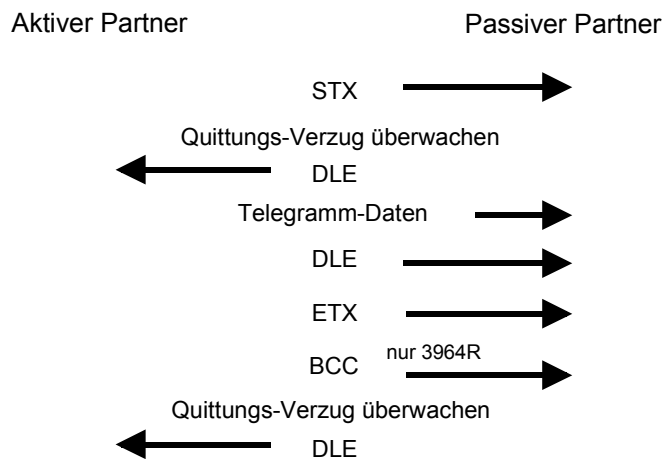 Aktiver Partner Passiver Partner
STX
Quittungs-Verzug überwachen
DLE
Telegramm-Daten
DLE
ETX
BCC nur 3964R
Quittungs-Verzug überwachen
DLE